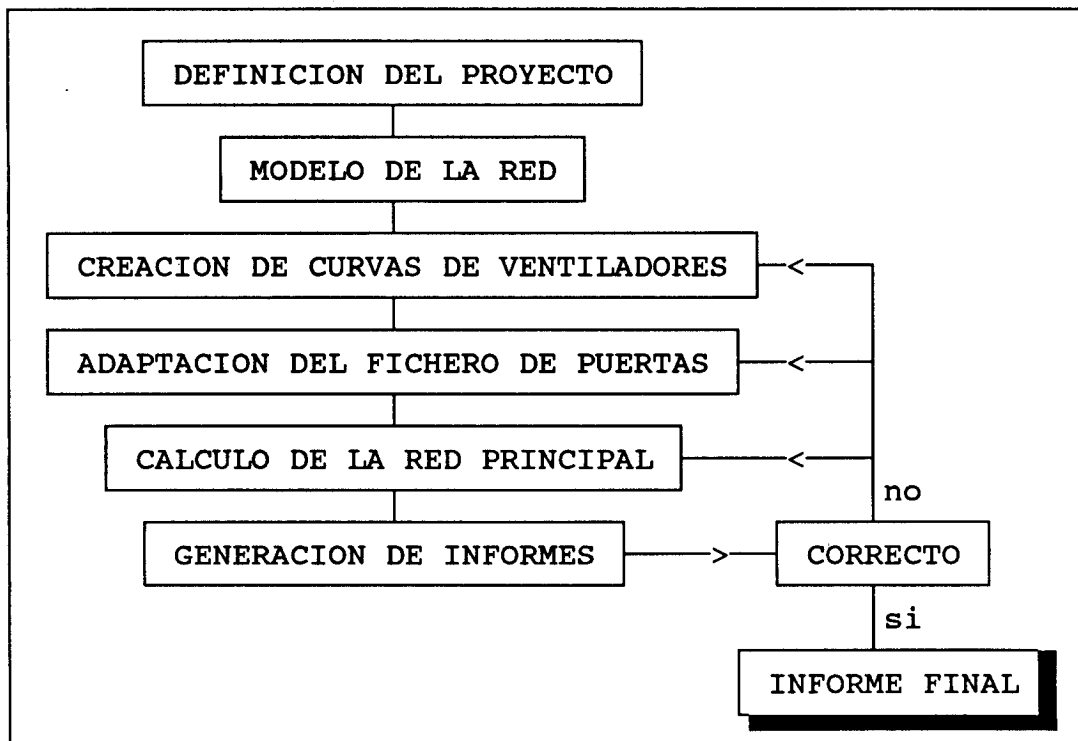 DEFINICION DEL PROYECTO
MODELO DE LA RED
CREACION DE CURVAS DE VENTILADORES
ADAPTACION DEL FICHERO DE PUERTAS
CALCULO DE LA RED PRINCIPAL
no
GENERACION DE INFORMES
CORRECTO
si
INFORME FINAL